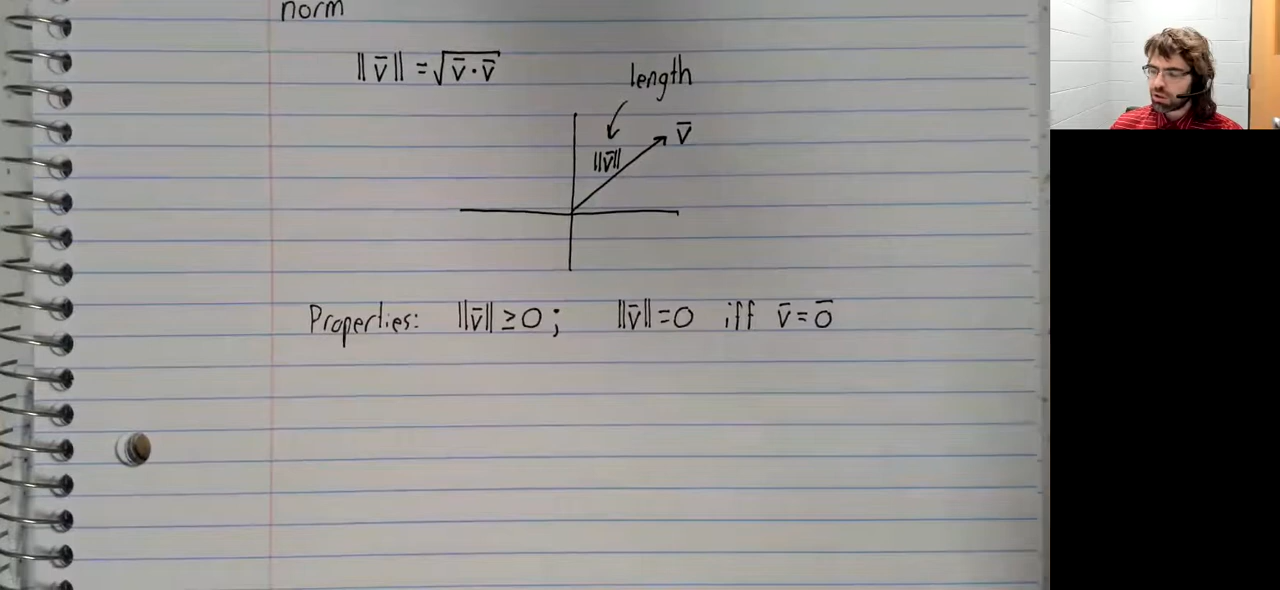 norm
‖v̄‖ = √v̄·v̄
length
‖v̄‖
v̄
Properties: ‖v̄‖ ≥ 0 ; ‖v̄‖ = 0 iff v̄ = 0̄